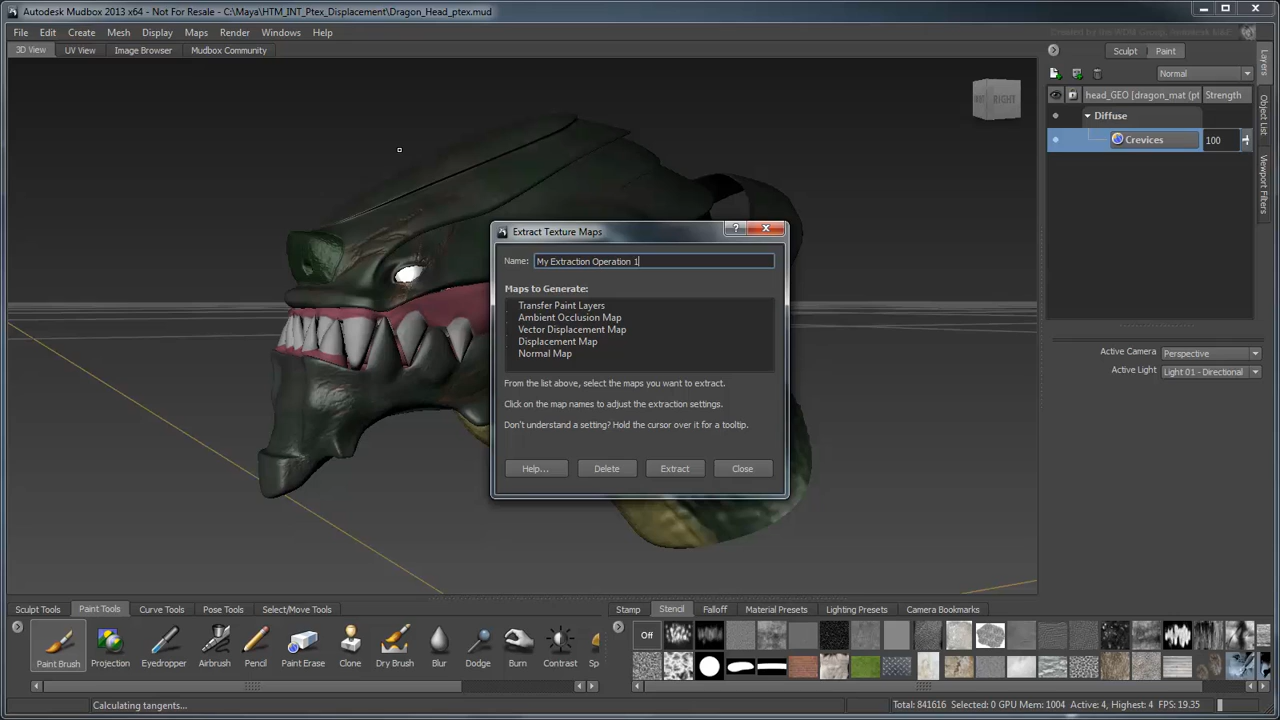 Autodesk Mudbox 2013 x64 - Not For Resale - C:\Maya\HTM_INT_Ptex_Displacement\Dragon_Head_ptex.mud
File Edit Create Mesh Display Maps Render Windows Help
3D View UV View Image Browser Mudbox Community
Sculpt Paint
Normal
head_GEO [dragon_mat (pt Strength
Diffuse
Crevices 100
Layers
Object List
Viewport Filters
RIGHT
Extract Texture Maps
Name: My Extraction Operation 1
Maps to Generate:
Transfer Paint Layers
Ambient Occlusion Map
Vector Displacement Map
Displacement Map
Normal Map
From the list above, select the maps you want to extract.
Click on the map names to adjust the extraction settings.
Don't understand a setting? Hold the cursor over it for a tooltip.
Help... Delete Extract Close
Active Camera Perspective
Active Light Light 01 - Directional
Sculpt Tools Paint Tools Curve Tools Pose Tools Select/Move Tools
Stamp Stencil Falloff Material Presets Lighting Presets Camera Bookmarks
Off
Paint Brush Projection Eyedropper Airbrush Pencil Paint Erase Clone Dry Brush Blur Dodge Burn Contrast Sp
Calculating tangents...
Total: 841616 Selected: 0 GPU Mem: 1004 Active: 4, Highest: 4 FPS: 19.35